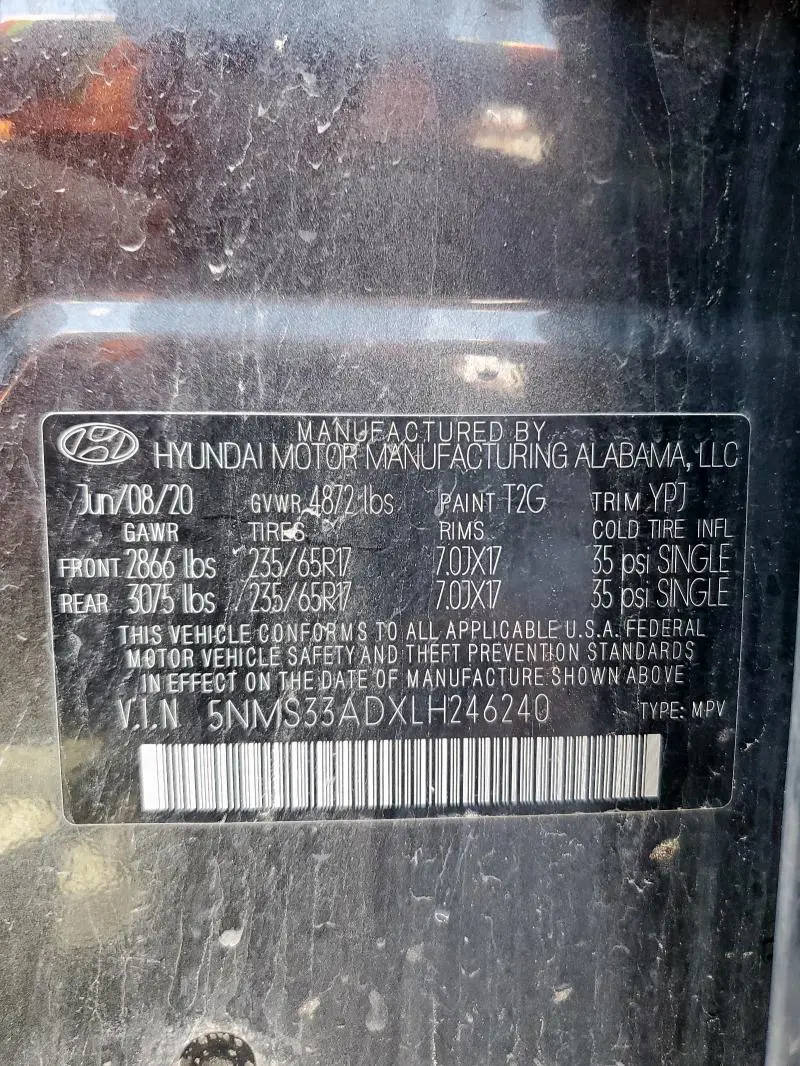 MANUFACTURED BY
HYUNDAI MOTOR MANUFACTURING ALABAMA, LLC
Jun/08/20 GVWR 4872 lbs PAINT T2G TRIM YPJ
GAWR TIRES RIMS COLD TIRE INFL
FRONT 2866 lbs 235/65R17 7.0JX17 35 psi SINGLE
REAR 3075 lbs 235/65R17 7.0JX17 35 psi SINGLE
THIS VEHICLE CONFORMS TO ALL APPLICABLE U.S.A. FEDERAL
MOTOR VEHICLE SAFETY AND THEFT PREVENTION STANDARDS
IN EFFECT ON THE DATE OF MANUFACTURE SHOWN ABOVE
V.I.N 5NMS33ADXLH246240 TYPE: MPV